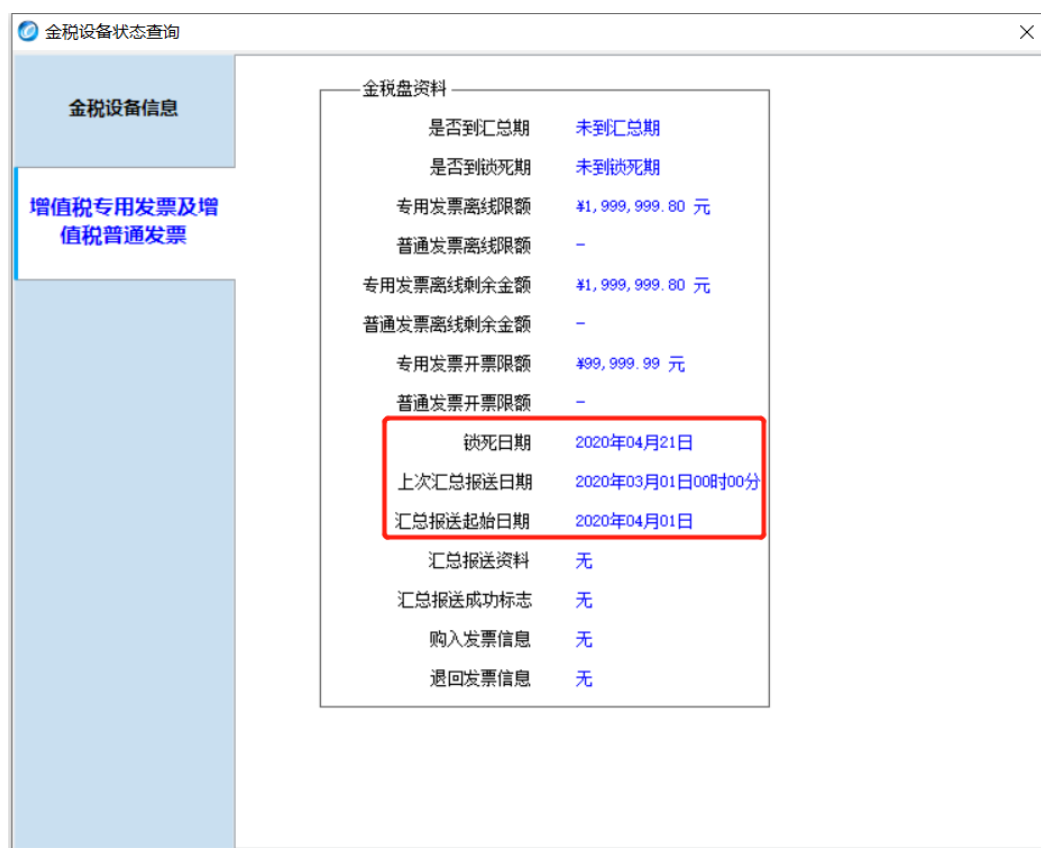 金税设备状态查询
金税设备信息
增值税专用发票及增
值税普通发票
金税盘资料
是否到汇总期 未到汇总期
是否到锁死期 未到锁死期
专用发票离线限额 ¥1,999,999.80 元
普通发票离线限额 -
专用发票离线剩余金额 ¥1,999,999.80 元
普通发票离线剩余金额 -
专用发票开票限额 ¥99,999.99 元
普通发票开票限额 -
锁死日期 2020年04月21日
上次汇总报送日期 2020年03月01日00时00分
汇总报送起始日期 2020年04月01日
汇总报送资料 无
汇总报送成功标志 无
购入发票信息 无
退回发票信息 无